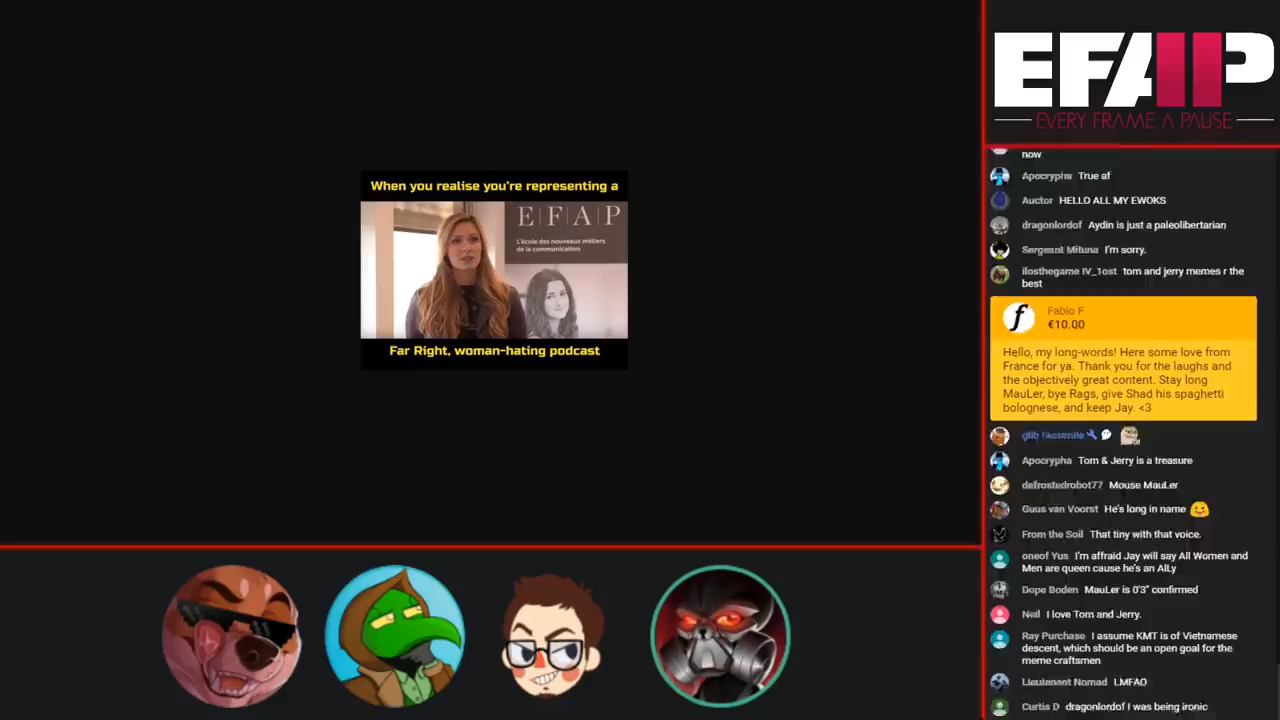 When you realise you're representing a
E|F|A|P
L'école des nouveaux métiers
de la communication
Far Right, woman-hating podcast
EFAP
EVERY FRAME A PAUSE
now
Apocrypha True af
Auctor HELLO ALL MY EWOKS
dragonlordof Aydin is just a paleolibertarian
Sergeant Mituna I'm sorry.
ilosthegame IV_1ost tom and jerry memes r the
best
Fabio F
€10.00
Hello, my long-words! Here some love from
France for ya. Thank you for the laughs and
the objectively great content. Stay long
MauLer, bye Rags, give Shad his spaghetti
bolognese, and keep Jay. <3
glib facsimile
Apocrypha Tom & Jerry is a treasure
defrostedrobot77 Mouse MauLer
Guus van Voorst He's long in name
From the Soil That tiny with that voice.
oneof Yus I'm affraid Jay will say All Women and
Men are queen cause he's an ALly
Dope Boden MauLer is 0'3" confirmed
Neil I love Tom and Jerry.
Ray Purchase I assume KMT is of Vietnamese
descent, which should be an open goal for the
meme craftsmen
Lieutenant Nomad LMFAO
Curtis D dragonlordof I was being ironic